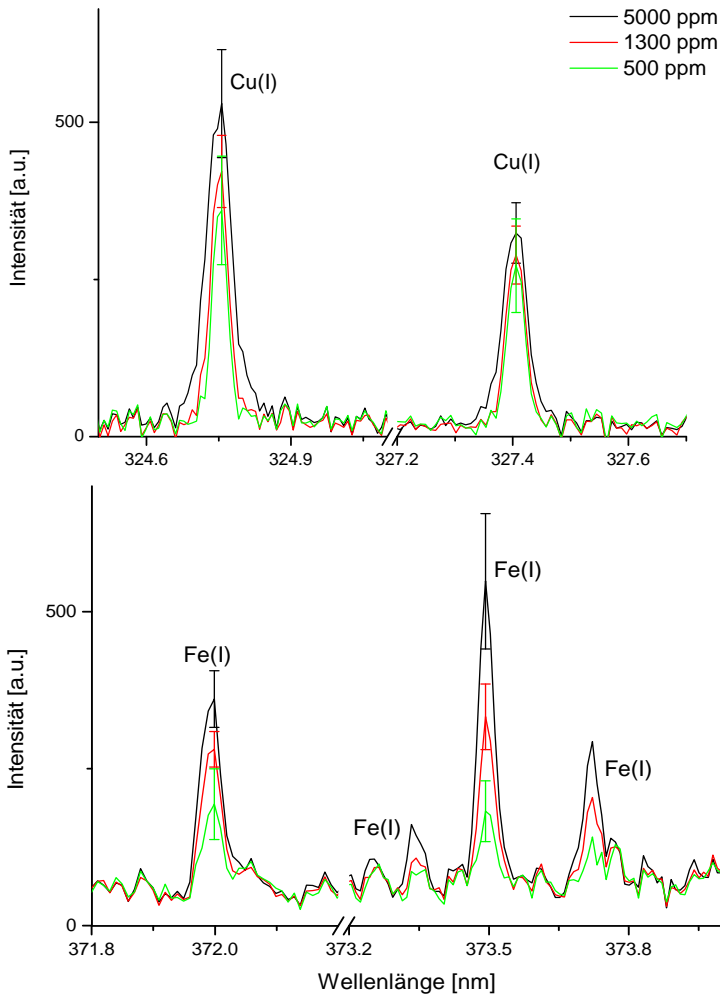 5000 ppm
1300 ppm
500 ppm
Cu(I)
Cu(I)
500
0
Intensität [a.u.]
324.6 324.9 327.2 327.4 327.6
Fe(I)
Fe(I)
Fe(I)
Fe(I)
500
0
Intensität [a.u.]
371.8 372.0 373.2 373.5 373.8
Wellenlänge [nm]